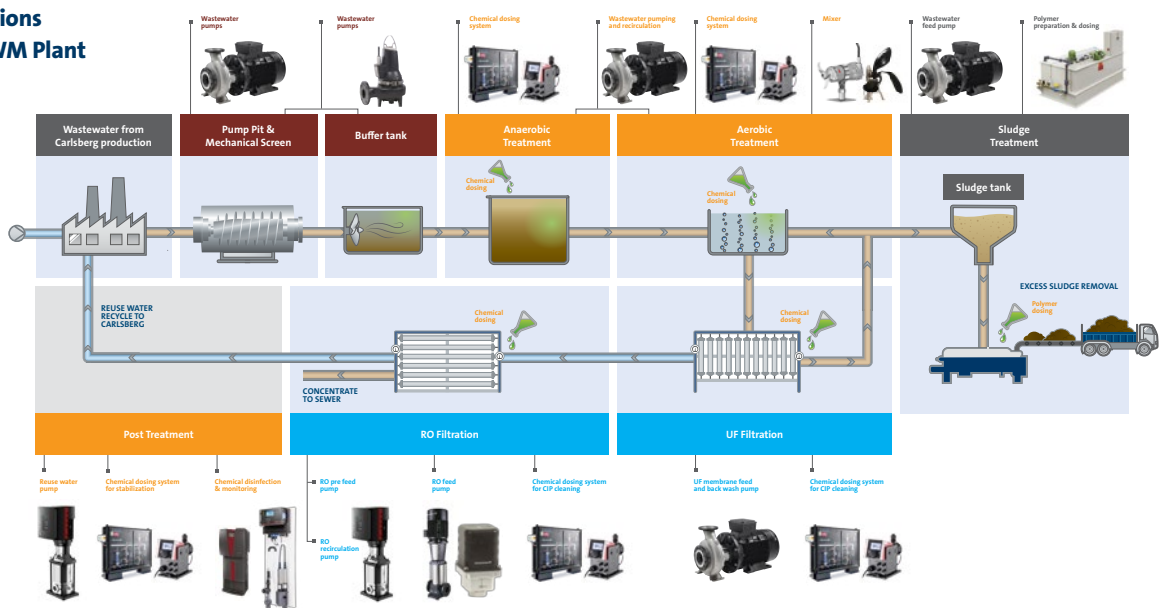 ions
WM Plant
Wastewater
pumps
Wastewater
pumps
Chemical dosing
system
Wastewater pumping
and recirculation
Chemical dosing
system
Mixer
Wastewater
feed pump
Polymer
preparation & dosing
Wastewater from
Carlsberg production
Pump Pit &
Mechanical Screen
Buffer tank
Anaerobic
Treatment
Aerobic
Treatment
Sludge
Treatment
Chemical
dosing
Chemical
dosing
Sludge tank
REUSE WATER
RECYCLE TO
CARLSBERG
Chemical
dosing
Chemical
dosing
EXCESS SLUDGE REMOVAL
Polymer
dosing
CONCENTRATE
TO SEWER
Post Treatment
RO Filtration
UF Filtration
Reuse water
pump
Chemical dosing system
for stabilization
Chemical disinfection
& monitoring
RO pre feed
pump
RO
recirculation
pump
RO feed
pump
Chemical dosing system
for CIP cleaning
UF membrane feed
and back wash pump
Chemical dosing system
for CIP cleaning